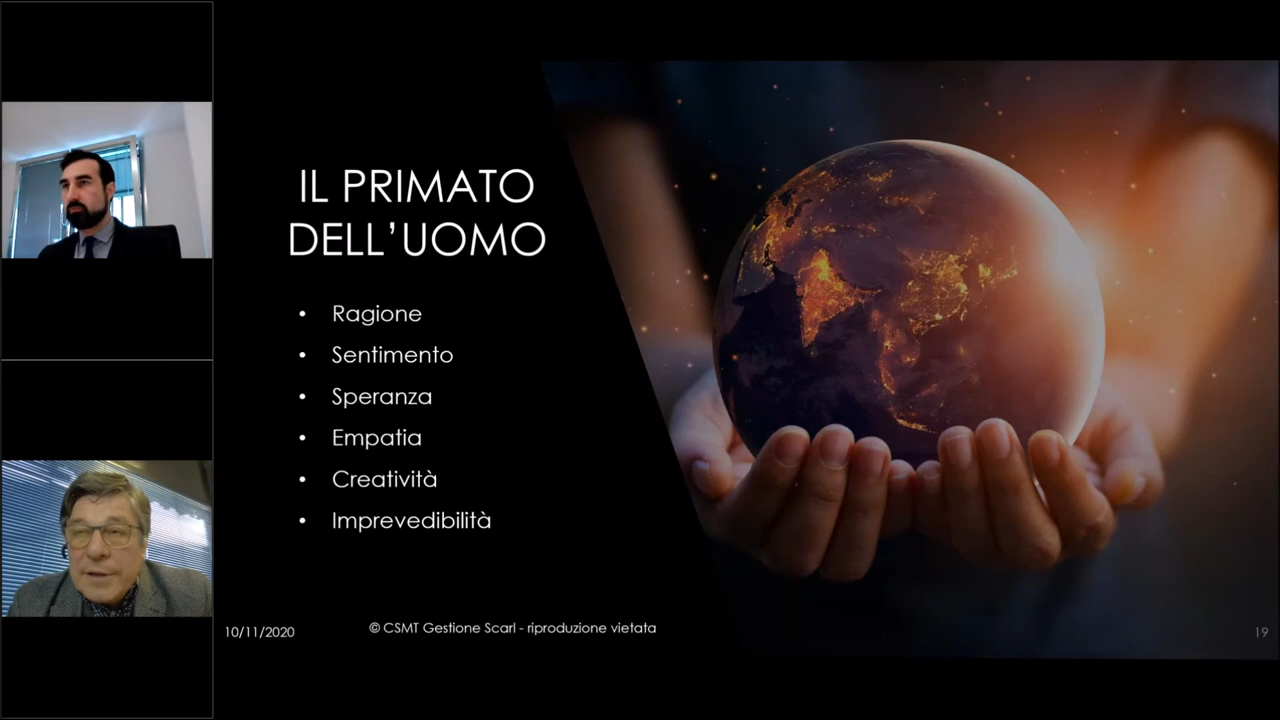 IL PRIMATO
DELL’UOMO
• Ragione
• Sentimento
• Speranza
• Empatia
• Creatività
• Imprevedibilità
10/11/2020
© CSMT Gestione Scarl - riproduzione vietata
19